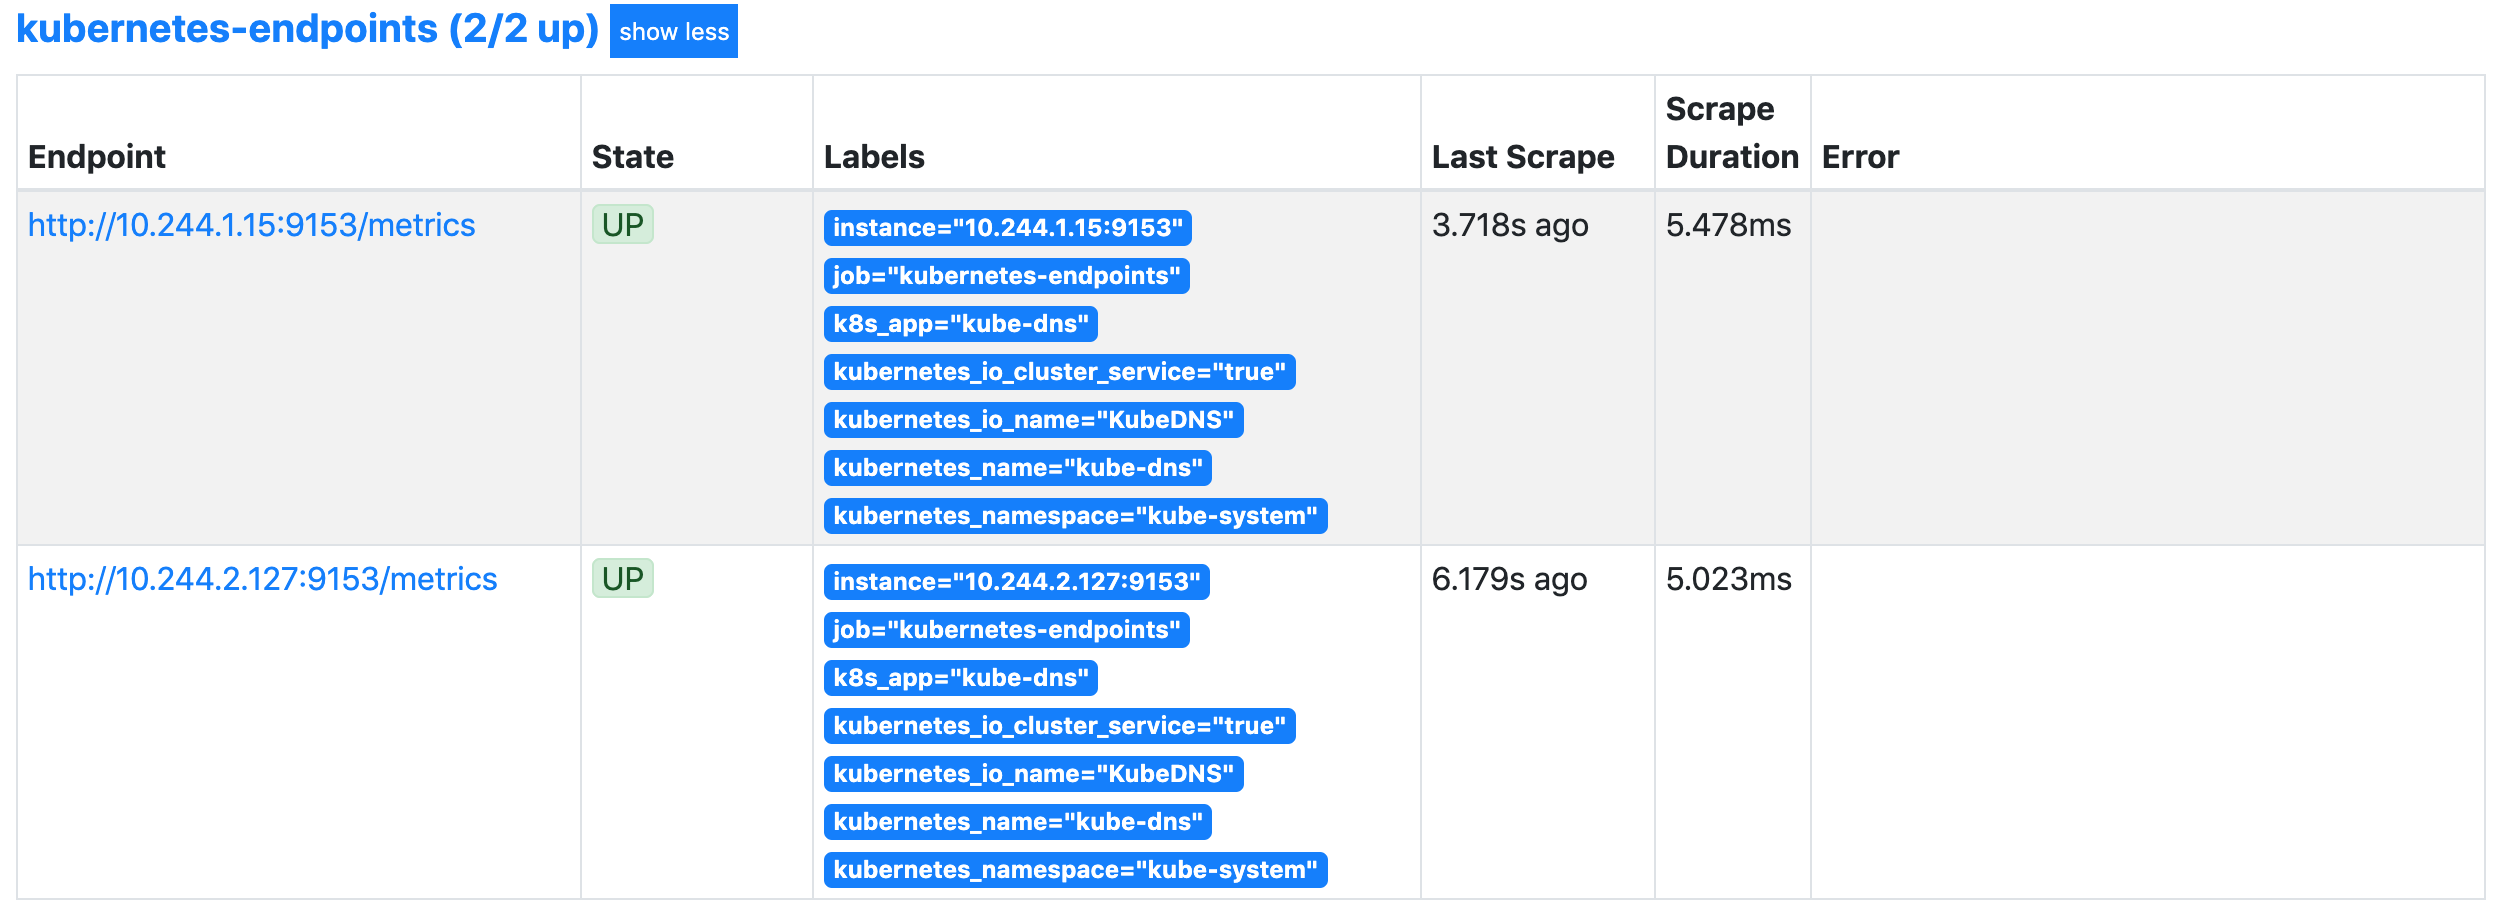 kubernetes-endpoints (2/2 up) show less
Endpoint State Labels Last Scrape Scrape Duration Error
http://10.244.1.15:9153/metrics UP instance="10.244.1.15:9153" 3.718s ago 5.478ms
job="kubernetes-endpoints"
k8s_app="kube-dns"
kubernetes_io_cluster_service="true"
kubernetes_io_name="KubeDNS"
kubernetes_name="kube-dns"
kubernetes_namespace="kube-system"
http://10.244.2.127:9153/metrics UP instance="10.244.2.127:9153" 6.179s ago 5.023ms
job="kubernetes-endpoints"
k8s_app="kube-dns"
kubernetes_io_cluster_service="true"
kubernetes_io_name="KubeDNS"
kubernetes_name="kube-dns"
kubernetes_namespace="kube-system"